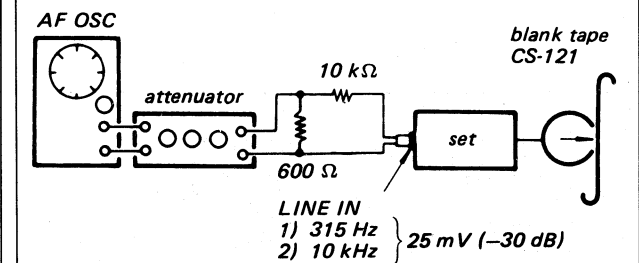 AF OSC
blank tape
CS-121
10 kΩ
attenuator
set
600 Ω
LINE IN
1) 315 Hz
2) 10 kHz
25 mV (−30 dB)